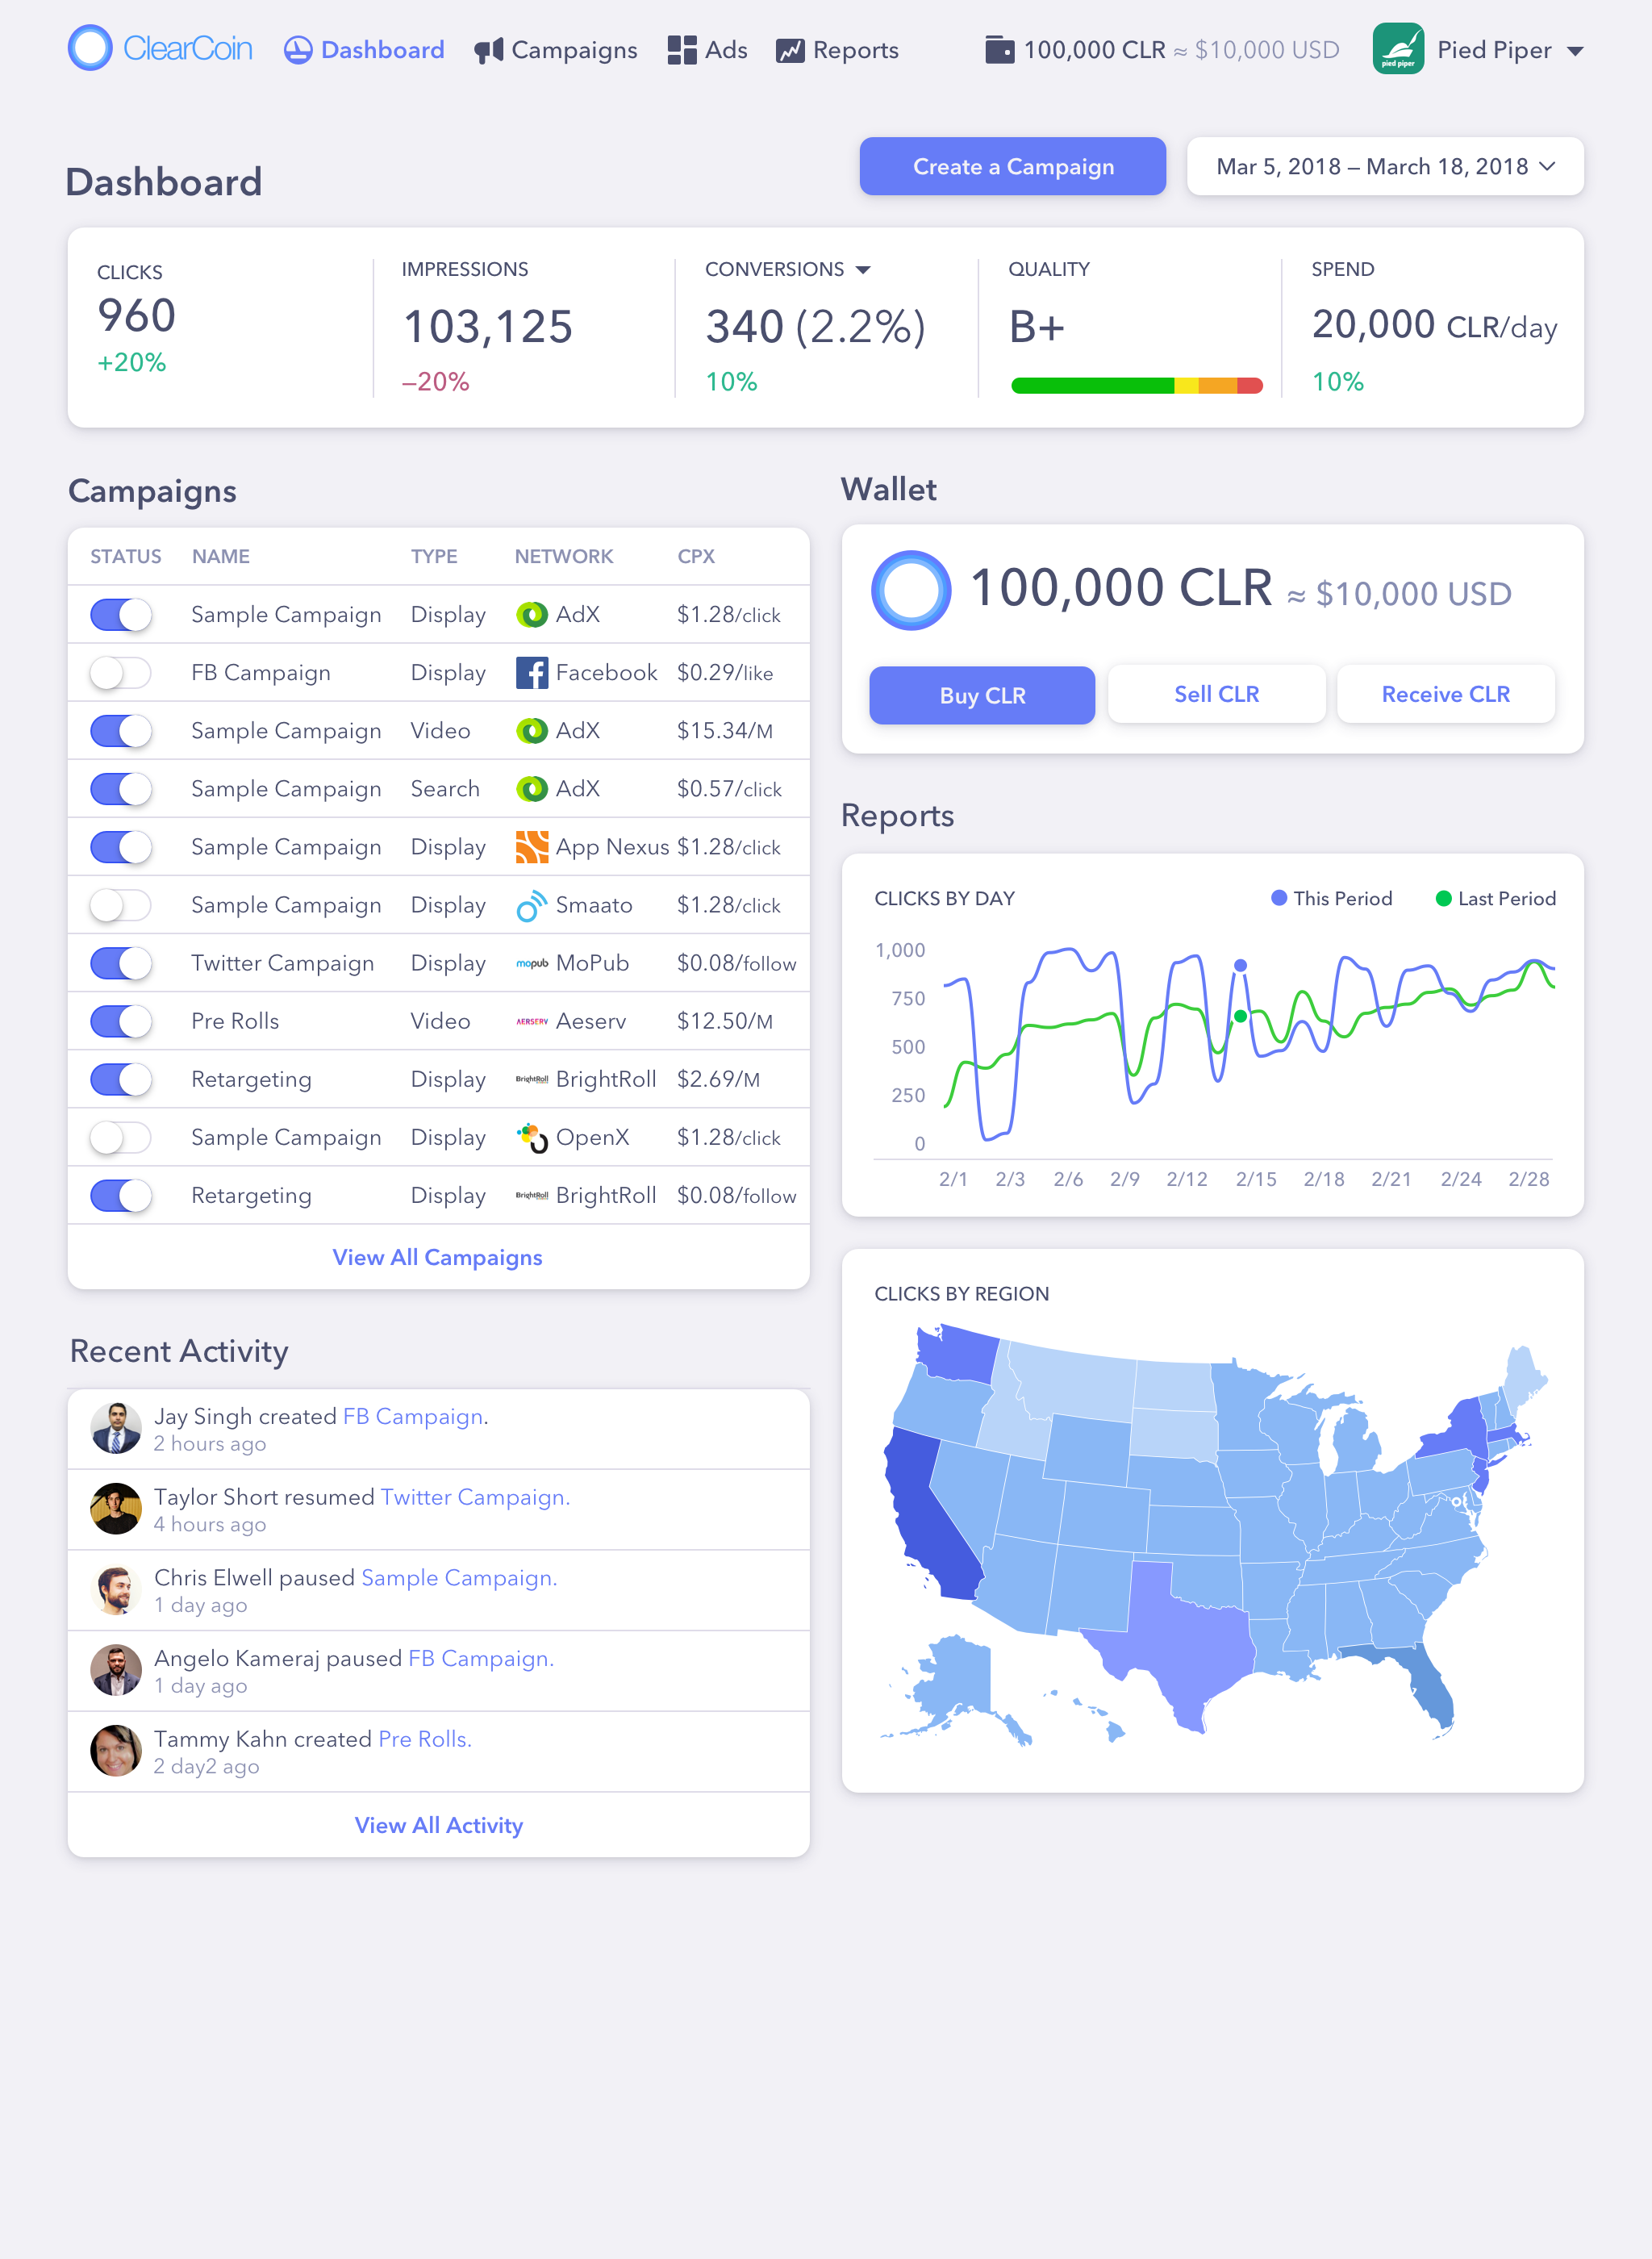 ClearCoin Dashboard Campaigns Ads Reports 100,000 CLR ≈ $10,000 USD pied piper Pied Piper
Dashboard
Create a Campaign
Mar 5, 2018 – March 18, 2018
CLICKS
960
+20%
IMPRESSIONS
103,125
–20%
CONVERSIONS
340 (2.2%)
10%
QUALITY
B+
SPEND
20,000 CLR/day
10%
Campaigns
STATUS NAME TYPE NETWORK CPX
Sample Campaign Display AdX $1.28/click
FB Campaign Display Facebook $0.29/like
Sample Campaign Video AdX $15.34/M
Sample Campaign Search AdX $0.57/click
Sample Campaign Display App Nexus $1.28/click
Sample Campaign Display Smaato $1.28/click
Twitter Campaign Display mopub MoPub $0.08/follow
Pre Rolls Video AERSERV Aeserv $12.50/M
Retargeting Display BrightRoll BrightRoll $2.69/M
Sample Campaign Display OpenX $1.28/click
Retargeting Display BrightRoll BrightRoll $0.08/follow
View All Campaigns
Recent Activity
Jay Singh created FB Campaign.
2 hours ago
Taylor Short resumed Twitter Campaign.
4 hours ago
Chris Elwell paused Sample Campaign.
1 day ago
Angelo Kameraj paused FB Campaign.
1 day ago
Tammy Kahn created Pre Rolls.
2 day2 ago
View All Activity
Wallet
100,000 CLR ≈ $10,000 USD
Buy CLR
Sell CLR
Receive CLR
Reports
CLICKS BY DAY
This Period
Last Period
1,000
750
500
250
0
2/1 2/3 2/6 2/9 2/12 2/15 2/18 2/21 2/24 2/28
CLICKS BY REGION